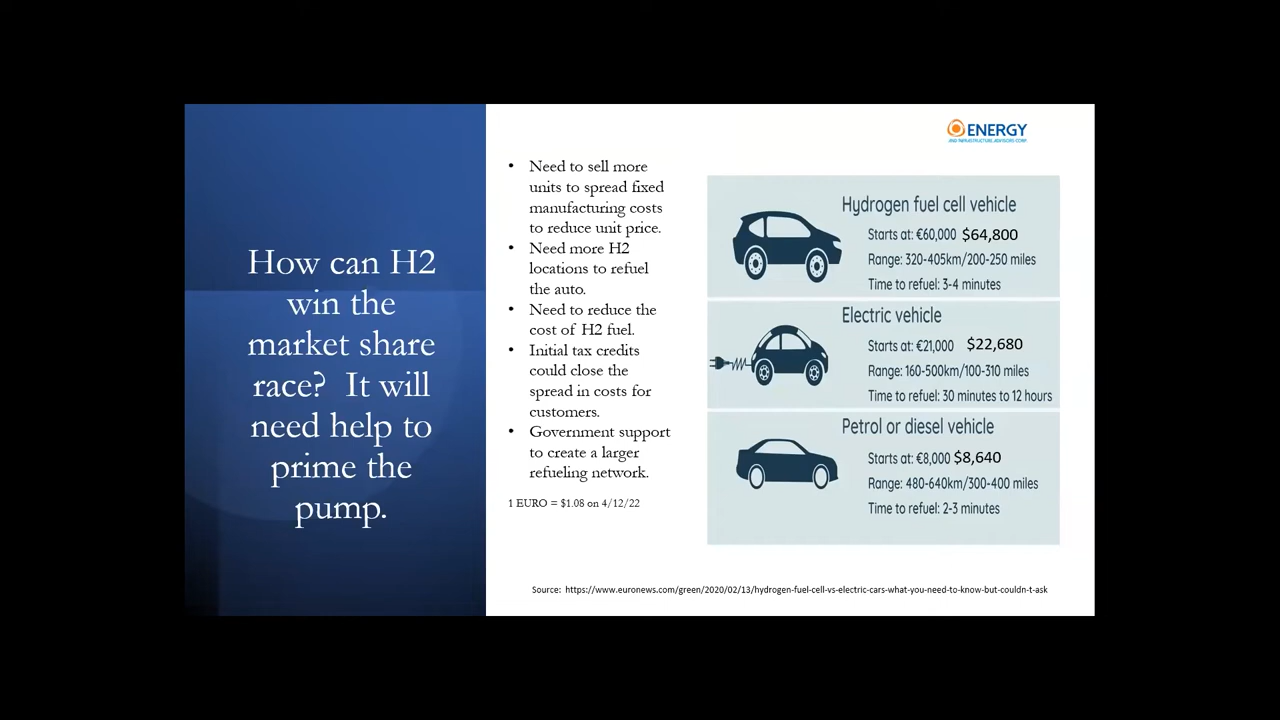 How can H2
win the
market share
race? It will
need help to
prime the
pump.
• Need to sell more
units to spread fixed
manufacturing costs
to reduce unit price.
• Need more H2
locations to refuel
the auto.
• Need to reduce the
cost of H2 fuel.
• Initial tax credits
could close the
spread in costs for
customers.
• Government support
to create a larger
refueling network.
1 EURO = $1.08 on 4/12/22
ENERGY
AND INFRASTRUCTURE ADVISORS CORP.
Hydrogen fuel cell vehicle
Starts at: €60,000 $64,800
Range: 320-405km/200-250 miles
Time to refuel: 3-4 minutes
Electric vehicle
Starts at: €21,000 $22,680
Range: 160-500km/100-310 miles
Time to refuel: 30 minutes to 12 hours
Petrol or diesel vehicle
Starts at: €8,000 $8,640
Range: 480-640km/300-400 miles
Time to refuel: 2-3 minutes
Source: https://www.euronews.com/green/2020/02/13/hydrogen-fuel-cell-vs-electric-cars-what-you-need-to-know-but-couldn-t-ask